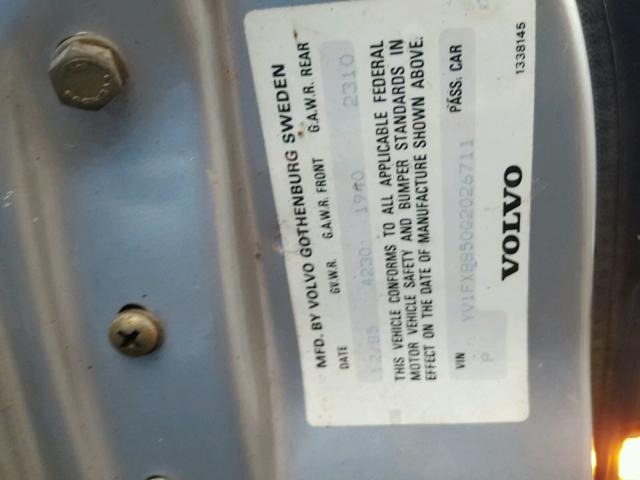 MFD. BY VOLVO GOTHENBURG SWEDEN
DATE GV.W.R. G.A.W.R. FRONT G.A.W.R. REAR
12/85 4230 1940 2310
THIS VEHICLE CONFORMS TO ALL APPLICABLE FEDERAL
MOTOR VEHICLE SAFETY AND BUMPER STANDARDS IN
EFFECT ON THE DATE OF MANUFACTURE SHOWN ABOVE.
VIN YV1FX8850G2026711 PASS. CAR
P
VOLVO 1338145